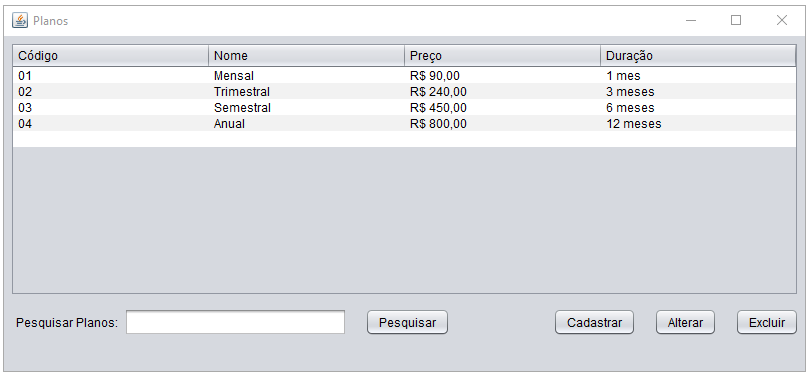 Planos
Código Nome Preço Duração
01 Mensal R$ 90,00 1 mes
02 Trimestral R$ 240,00 3 meses
03 Semestral R$ 450,00 6 meses
04 Anual R$ 800,00 12 meses
Pesquisar Planos: Pesquisar Cadastrar Alterar Excluir